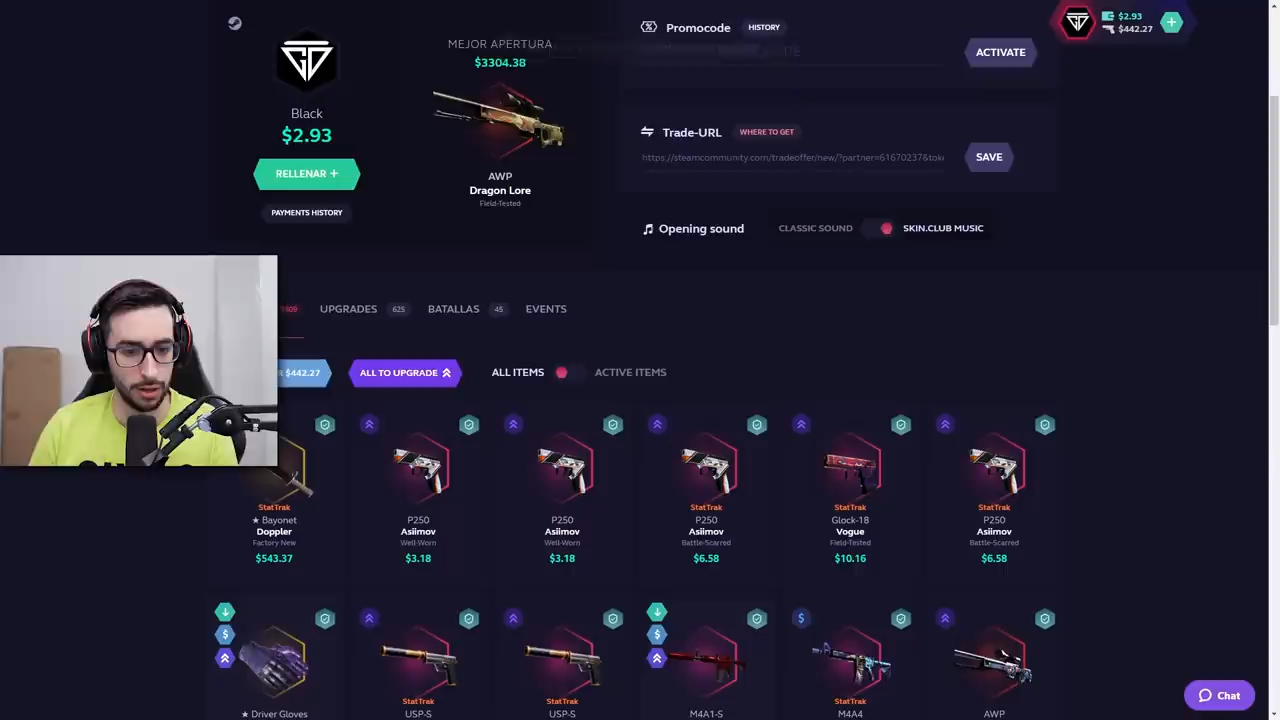 $2.93
$442.27
Promocode HISTORY
ACTIVATE
MEJOR APERTURA
$3304.38
Black
$2.93
RELLENAR +
PAYMENTS HISTORY
AWP
Dragon Lore
Field-Tested
Trade-URL WHERE TO GET
https://steamcommunity.com/tradeoffer/new/?partner=61670237&tok
SAVE
Opening sound CLASSIC SOUND SKIN.CLUB MUSIC
UPGRADES 625 BATALLAS 45 EVENTS
$442.27 ALL TO UPGRADE ALL ITEMS ACTIVE ITEMS
StatTrak
★ Bayonet
Doppler
Factory New
$543.37
P250
Asiimov
Well-Worn
$3.18
P250
Asiimov
Well-Worn
$3.18
StatTrak
P250
Asiimov
Battle-Scarred
$6.58
StatTrak
Glock-18
Vogue
Field-Tested
$10.16
StatTrak
P250
Asiimov
Battle-Scarred
$6.58
★ Driver Gloves
StatTrak
USP-S
StatTrak
USP-S
M4A1-S
$
StatTrak
M4A4
AWP
Chat